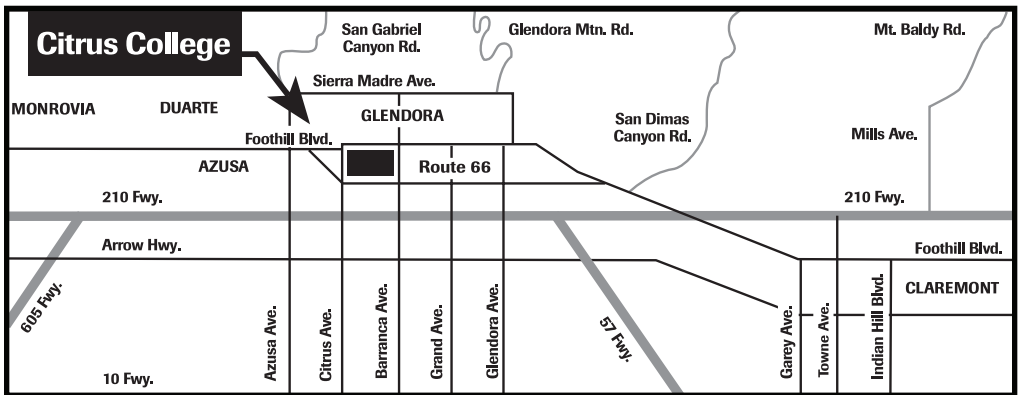 Citrus College
San Gabriel
Canyon Rd.
Glendora Mtn. Rd.
Mt. Baldy Rd.
Sierra Madre Ave.
MONROVIA
DUARTE
GLENDORA
San Dimas
Canyon Rd.
Mills Ave.
Foothill Blvd.
AZUSA
Route 66
210 Fwy.
210 Fwy.
Arrow Hwy.
Foothill Blvd.
CLAREMONT
605 Fwy.
57 Fwy.
Azusa Ave.
Citrus Ave.
Barranca Ave.
Grand Ave.
Glendora Ave.
Garey Ave.
Towne Ave.
Indian Hill Blvd.
10 Fwy.